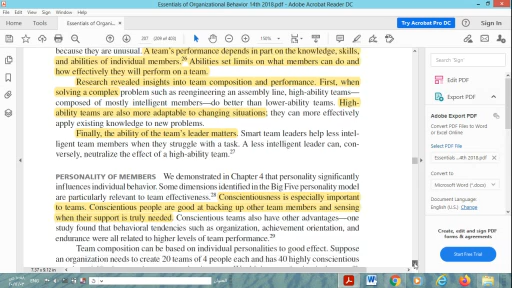 Essentials of Organizational Behavior 14th 2018.pdf - Adobe Acrobat Reader DC
File Edit View Sign Window Help
Home Tools Essentials of Organi... × Try Acrobat Pro DC Sign In
207 (209 of 403) 150%
because they are unusual. A team's performance depends in part on the knowledge, skills,
and abilities of individual members.26 Abilities set limits on what members can do and
how effectively they will perform on a team.
Research revealed insights into team composition and performance. First, when
solving a complex problem such as reengineering an assembly line, high-ability teams—
composed of mostly intelligent members—do better than lower-ability teams. High-
ability teams are also more adaptable to changing situations; they can more effectively
apply existing knowledge to new problems.
Finally, the ability of the team's leader matters. Smart team leaders help less intel-
ligent team members when they struggle with a task. A less intelligent leader can, con-
versely, neutralize the effect of a high-ability team.27
PERSONALITY OF MEMBERS We demonstrated in Chapter 4 that personality significantly
influences individual behavior. Some dimensions identified in the Big Five personality model
are particularly relevant to team effectiveness.28 Conscientiousness is especially important
to teams. Conscientious people are good at backing up other team members and sensing
when their support is truly needed. Conscientious teams also have other advantages—one
study found that behavioral tendencies such as organization, achievement orientation, and
endurance were all related to higher levels of team performance.29
Team composition can be based on individual personalities to good effect. Suppose
an organization needs to create 20 teams of 4 people each and has 40 highly conscientious
7.37 x 9.12 in
Search 'Sign'
Edit PDF
Export PDF
Adobe Export PDF
Convert PDF Files to Word
or Excel Online
Select PDF File
Essentials ...4th 2018.pdf ×
Convert to
Microsoft Word (*.docx)
Document Language:
English (U.S.) Change
Create, edit and sign PDF
forms & agreements
Start Free Trial